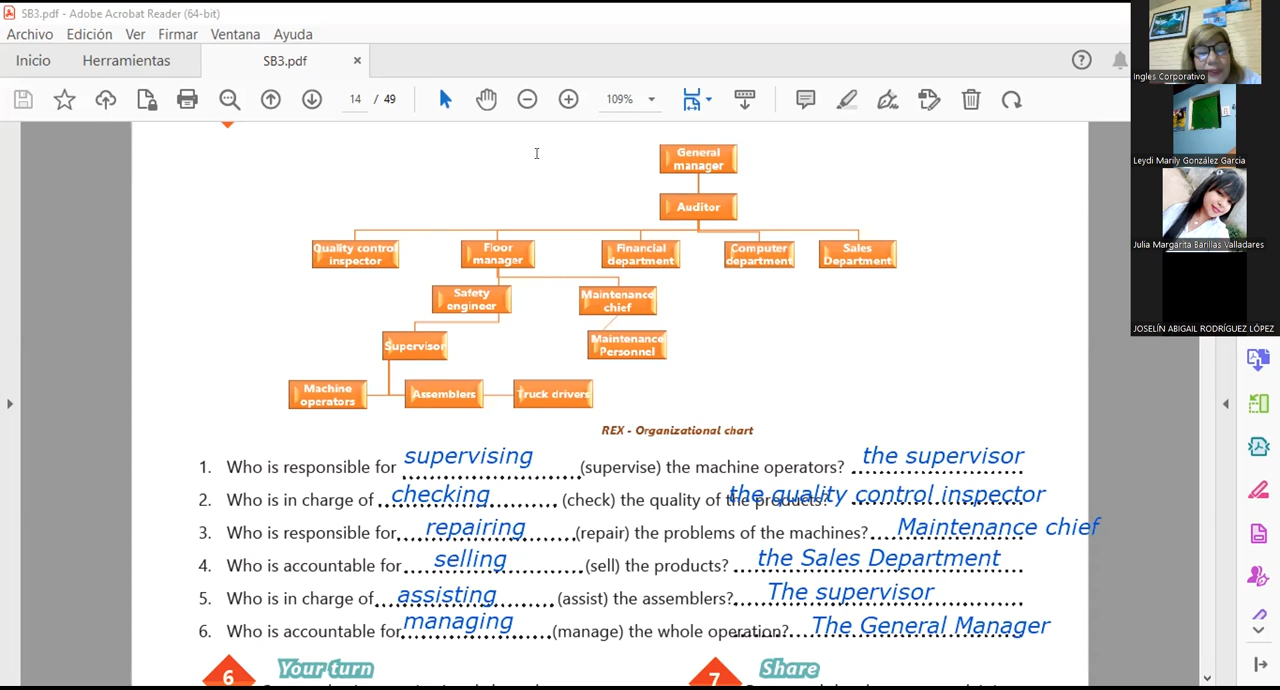 SB3.pdf - Adobe Acrobat Reader (64-bit)
Archivo Edición Ver Firmar Ventana Ayuda
Inicio Herramientas SB3.pdf ×
14 / 49 109%
Ingles Corporativo
Leydi Marily González Garcia
Julia Margarita Barillas Valladares
JOSELÍN ABIGAIL RODRÍGUEZ LÓPEZ
General
manager
Auditor
Quality control
inspector
Floor
manager
Financial
department
Computer
department
Sales
Department
Safety
engineer
Maintenance
chief
Supervisor
Maintenance
Personnel
Machine
operators
Assemblers
Truck drivers
REX - Organizational chart
1. Who is responsible for supervising (supervise) the machine operators? the supervisor
2. Who is in charge of checking (check) the quality of the products? the quality control inspector
3. Who is responsible for repairing (repair) the problems of the machines? Maintenance chief
4. Who is accountable for selling (sell) the products? the Sales Department
5. Who is in charge of assisting (assist) the assemblers? The supervisor
6. Who is accountable for managing (manage) the whole operation? The General Manager
6 Your turn
7 Share